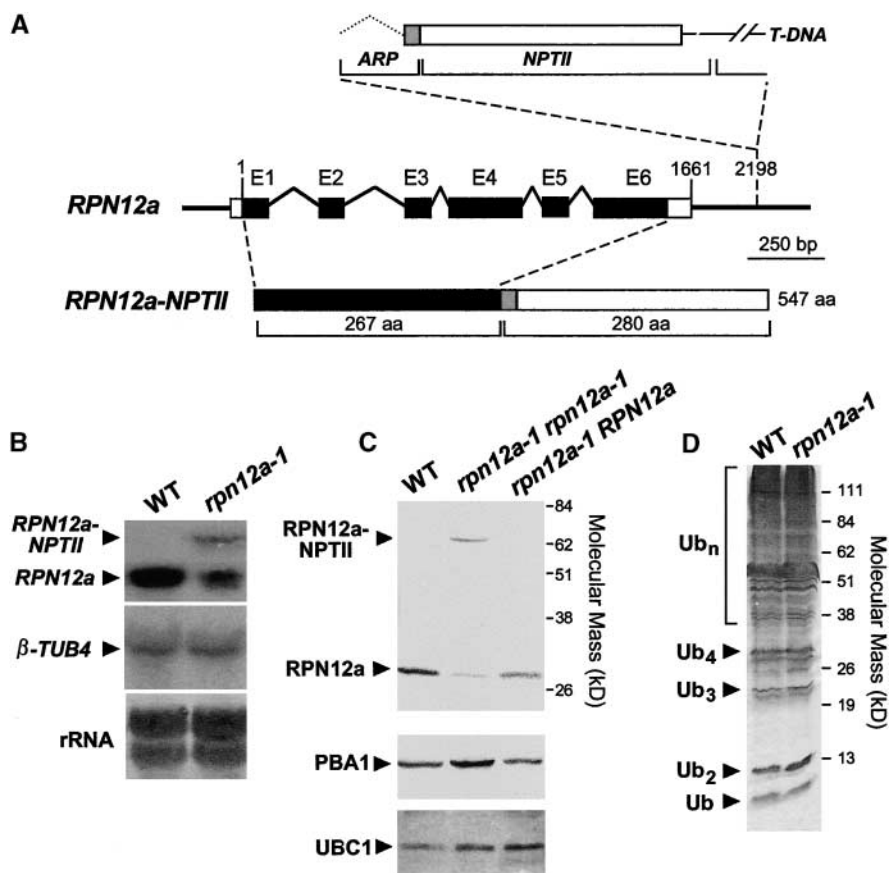 A
T-DNA
ARP NPTII
1 E1 E2 E3 E4 E5 E6 1661 2198
RPN12a
250 bp
RPN12a-NPTII 547 aa
267 aa 280 aa
B
WT rpn12a-1
RPN12a-
NPTII
RPN12a
β-TUB4
rRNA
C
WT rpn12a-1 rpn12a-1 rpn12a-1 RPN12a
RPN12a-
NPTII
RPN12a
84
62
51
38
26
Molecular Mass (kD)
PBA1
UBC1
D
WT rpn12a-1
Ubn
Ub4
Ub3
Ub2
Ub
111
84
62
51
38
26
19
13
Molecular Mass (kD)